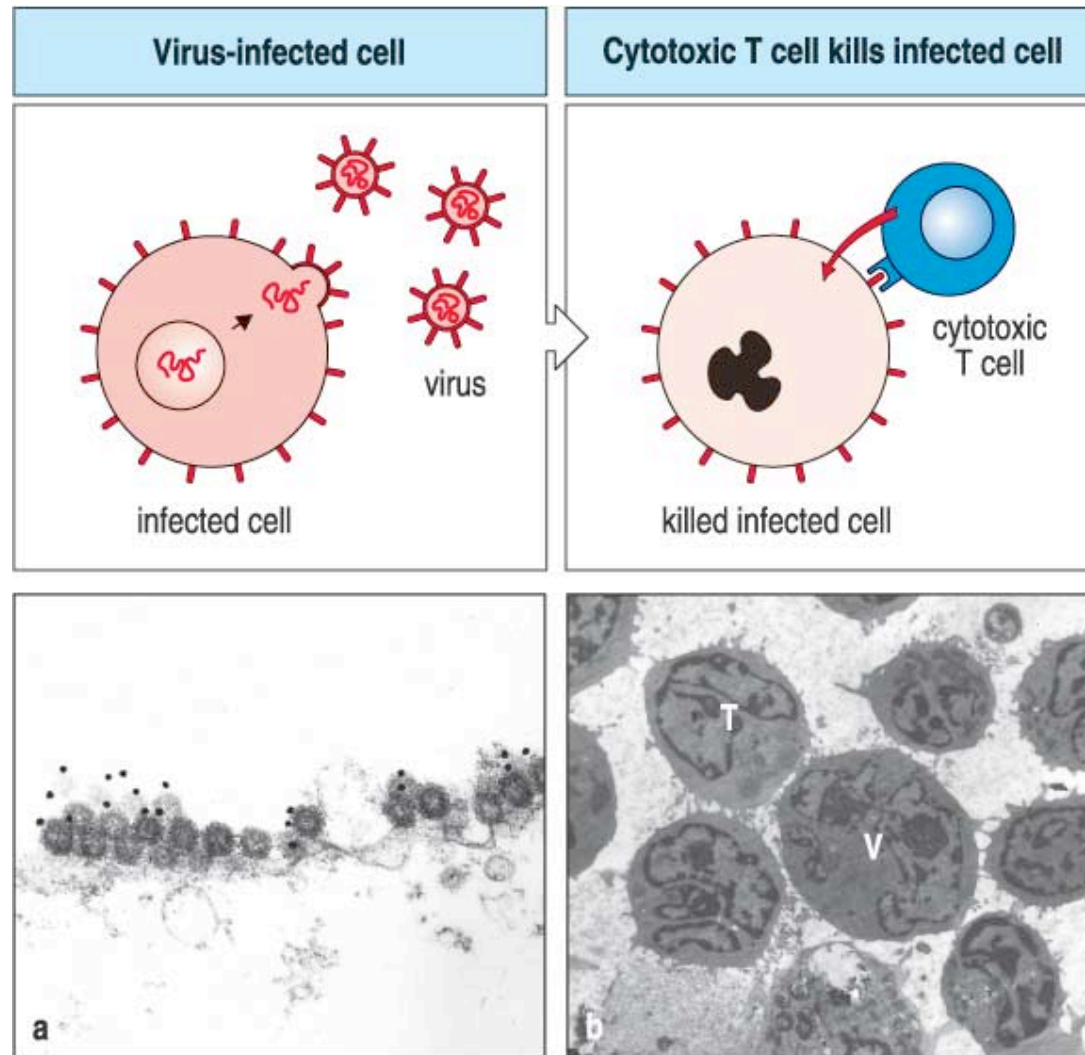 Virus-infected cell
Cytotoxic T cell kills infected cell
virus
infected cell
cytotoxic
T cell
killed infected cell
T
V
a
b